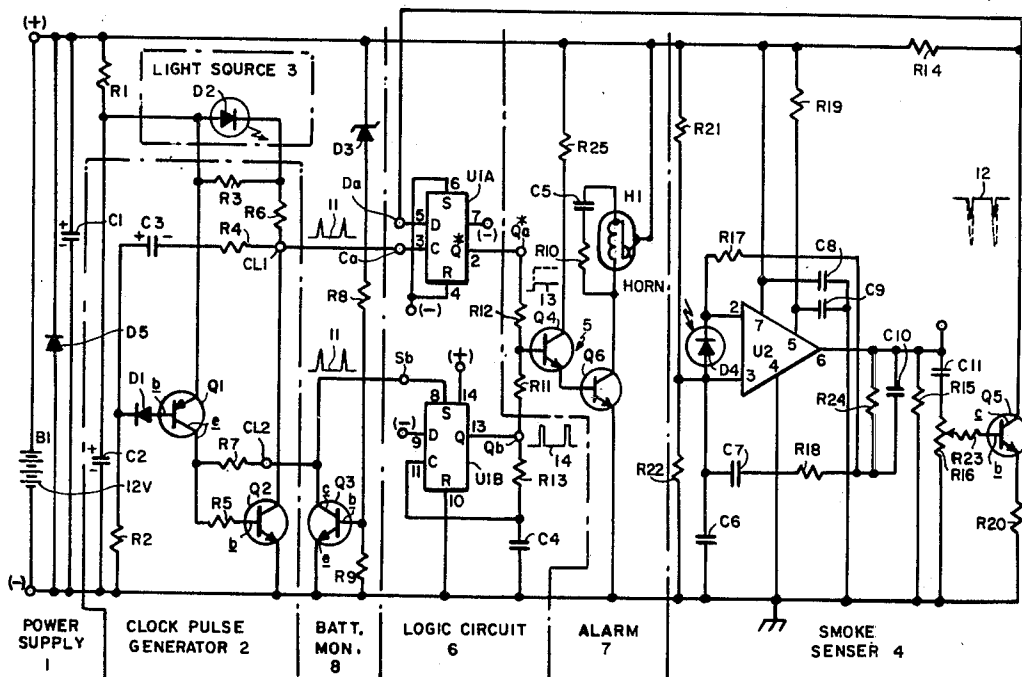 (+)
LIGHT SOURCE 3
R1
D2
R3
R6
C1
C3
R4
CL1
D5
D1
b
Q1
e
B1
12V
C2
R7
CL2
R5
Q2
b
R2
(-)
D3
11
R8
11
c
Q3
b
e
R9
Da
Ca
5
3
6
S
D
C
Q*
R
4
U1A
7
(-)
2
Qa*
(-)
13
R12
Sb
(+)
8
14
S
(-)
9
D
Q
13
C
11
R
U1B
10
R11
Qb
14
R13
C4
R25
C5
R10
H1
HORN
Q4
5
Q6
R21
R22
R14
R19
12
R17
C8
C9
2
7
U2
5
D4
3
4
6
C10
C11
R24
R15
C7
R18
C6
Q5
c
R23
b
R16
R20
POWER
SUPPLY
1
CLOCK PULSE
GENERATOR 2
BATT.
MON.
8
LOGIC CIRCUIT
6
ALARM
7
SMOKE
SENSER 4